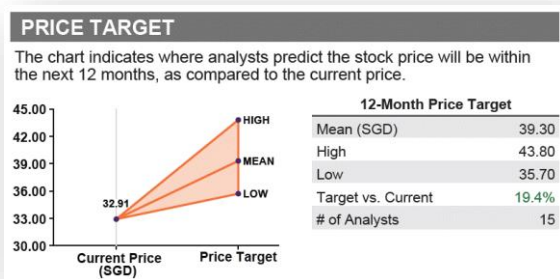 PRICE TARGET
The chart indicates where analysts predict the stock price will be within
the next 12 months, as compared to the current price.
45.00
42.00
39.00
36.00
33.00
30.00
32.91
HIGH
MEAN
LOW
Current Price
(SGD)
Price Target
12-Month Price Target
Mean (SGD) 39.30
High 43.80
Low 35.70
Target vs. Current 19.4%
# of Analysts 15